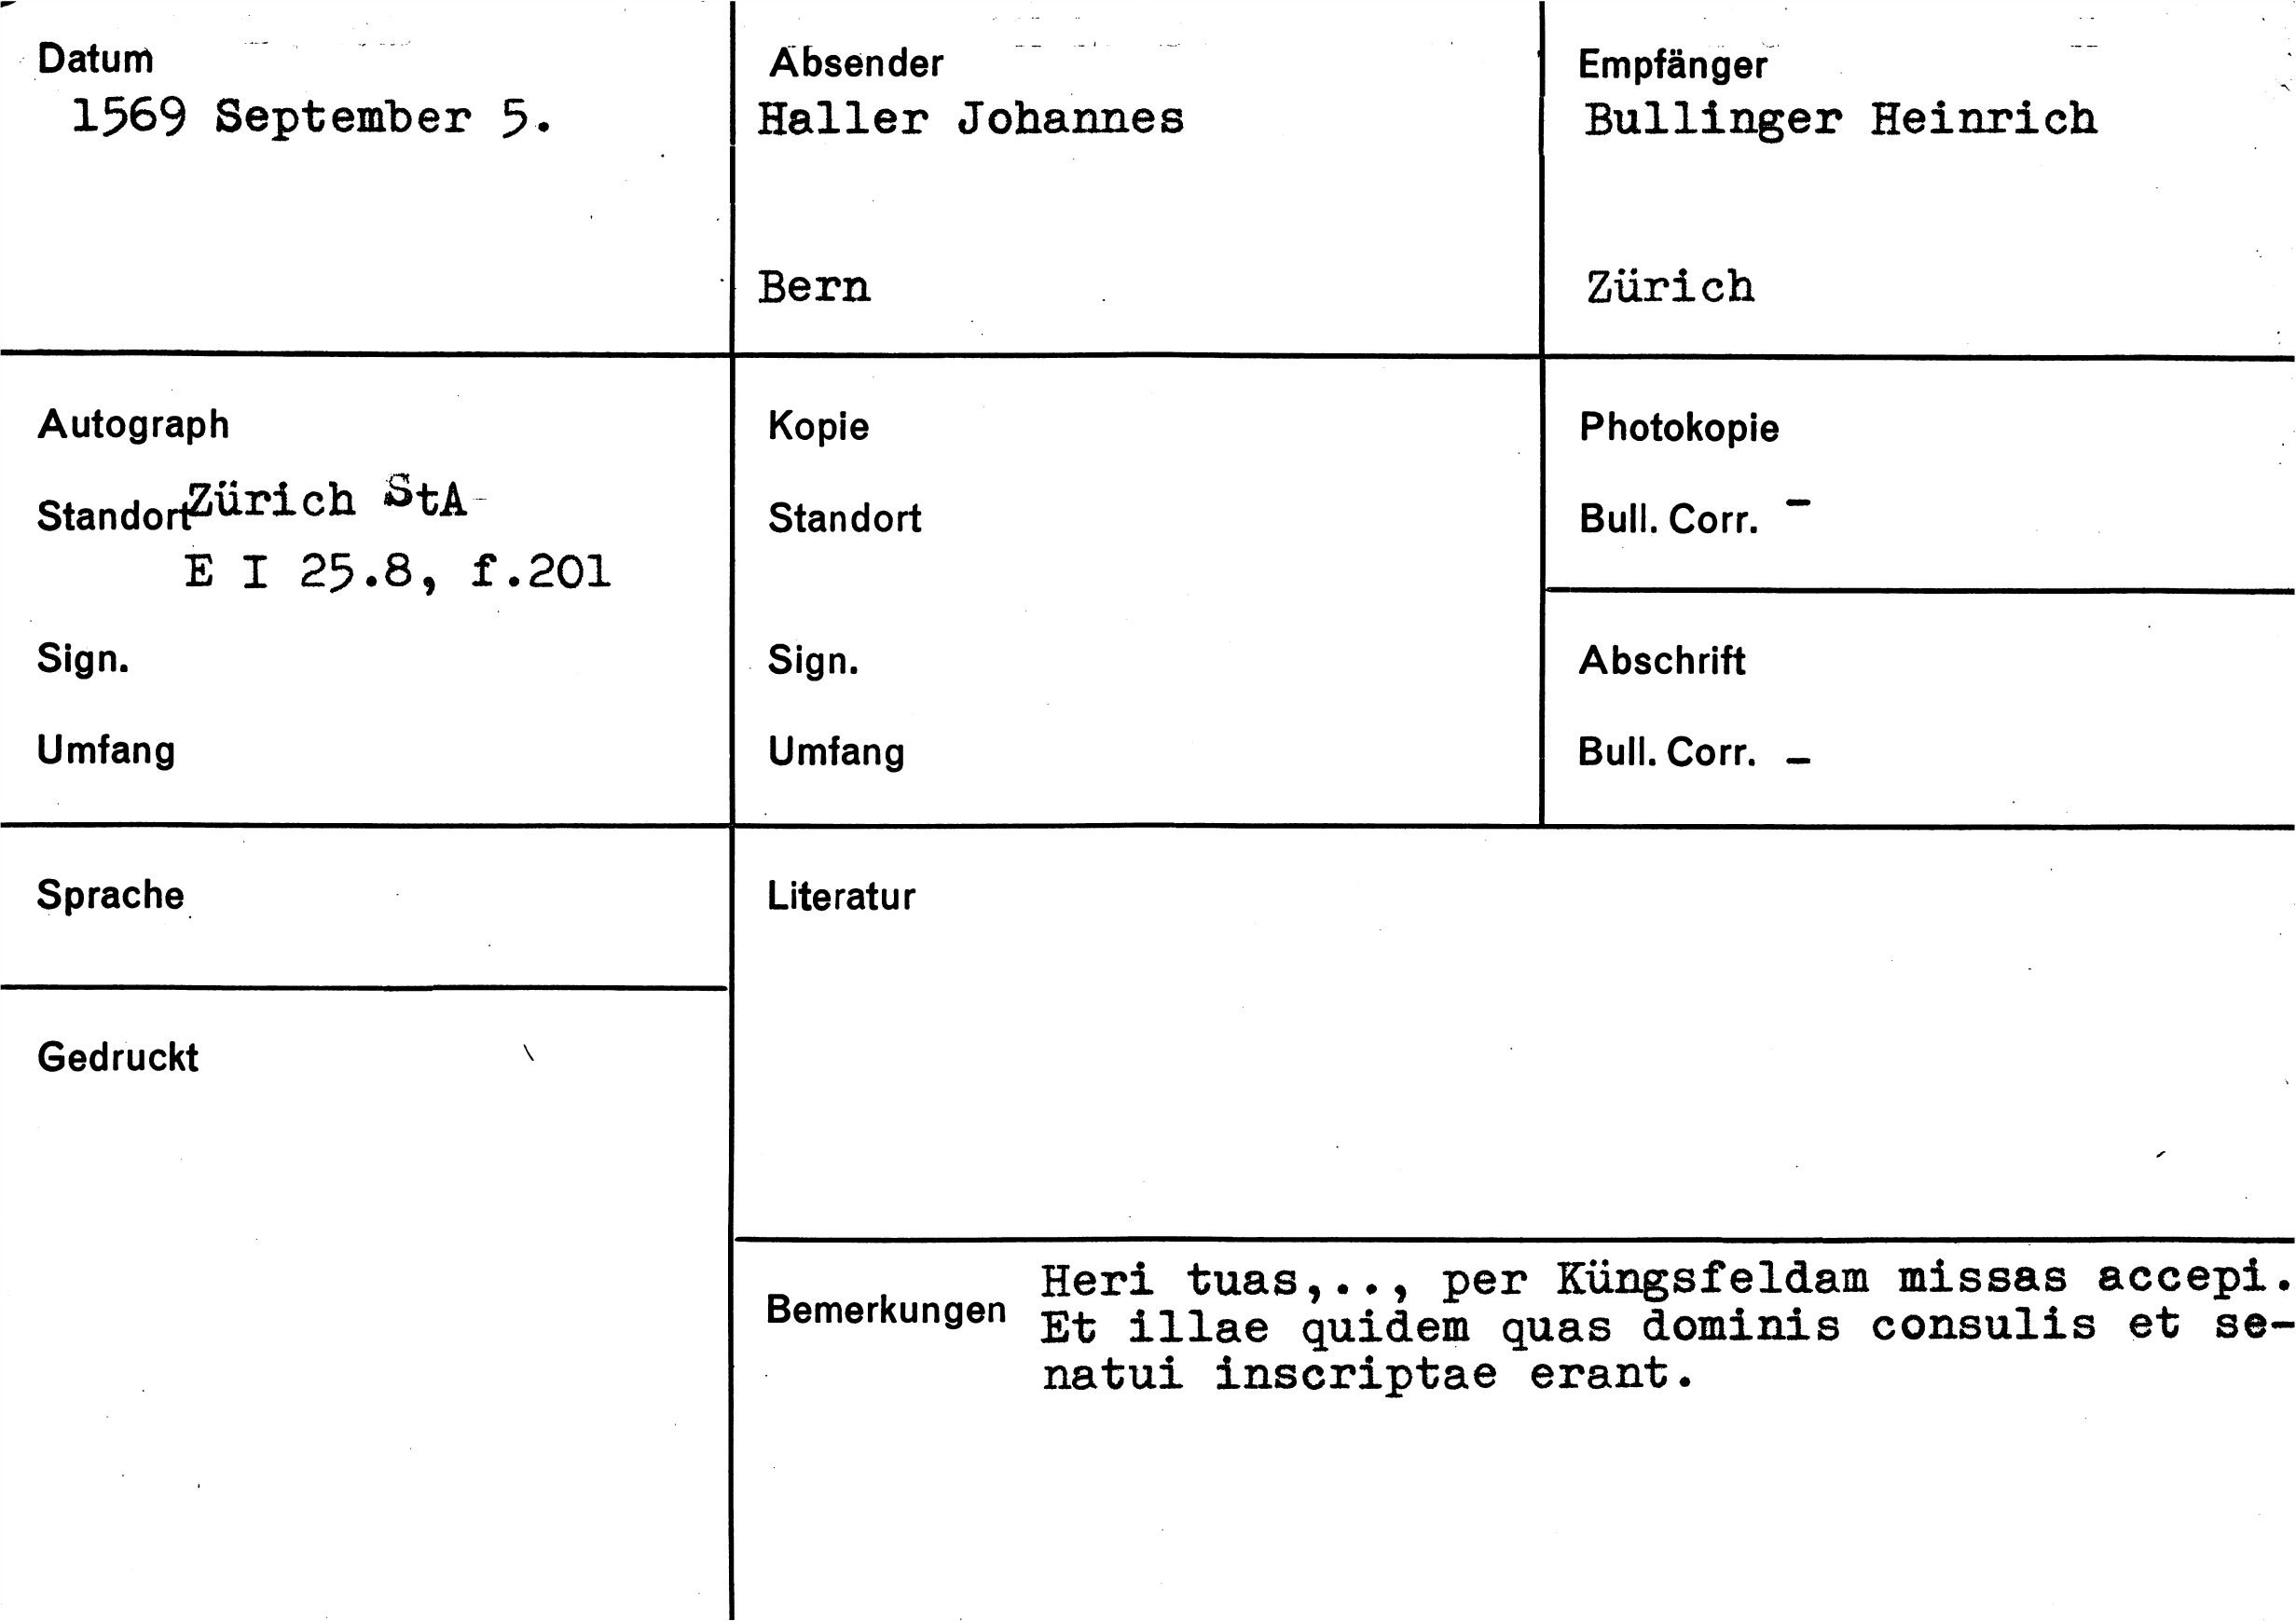 Datum
1569 September 5.
Absender
Haller Johannes
Bern
Empfänger
Bullinger Heinrich
Zürich
Autograph
Standort Zürich StA
E I 25.8, f.201
Sign.
Umfang
Kopie
Standort
Sign.
Umfang
Photokopie
Bull. Corr. -
Abschrift
Bull. Corr. -
Sprache
Gedruckt
Literatur
Bemerkungen
Heri tuas,.., per Küngsfeldam missas accepi.
Et illae quidem quas dominis consulis et se-
natui inscriptae erant.